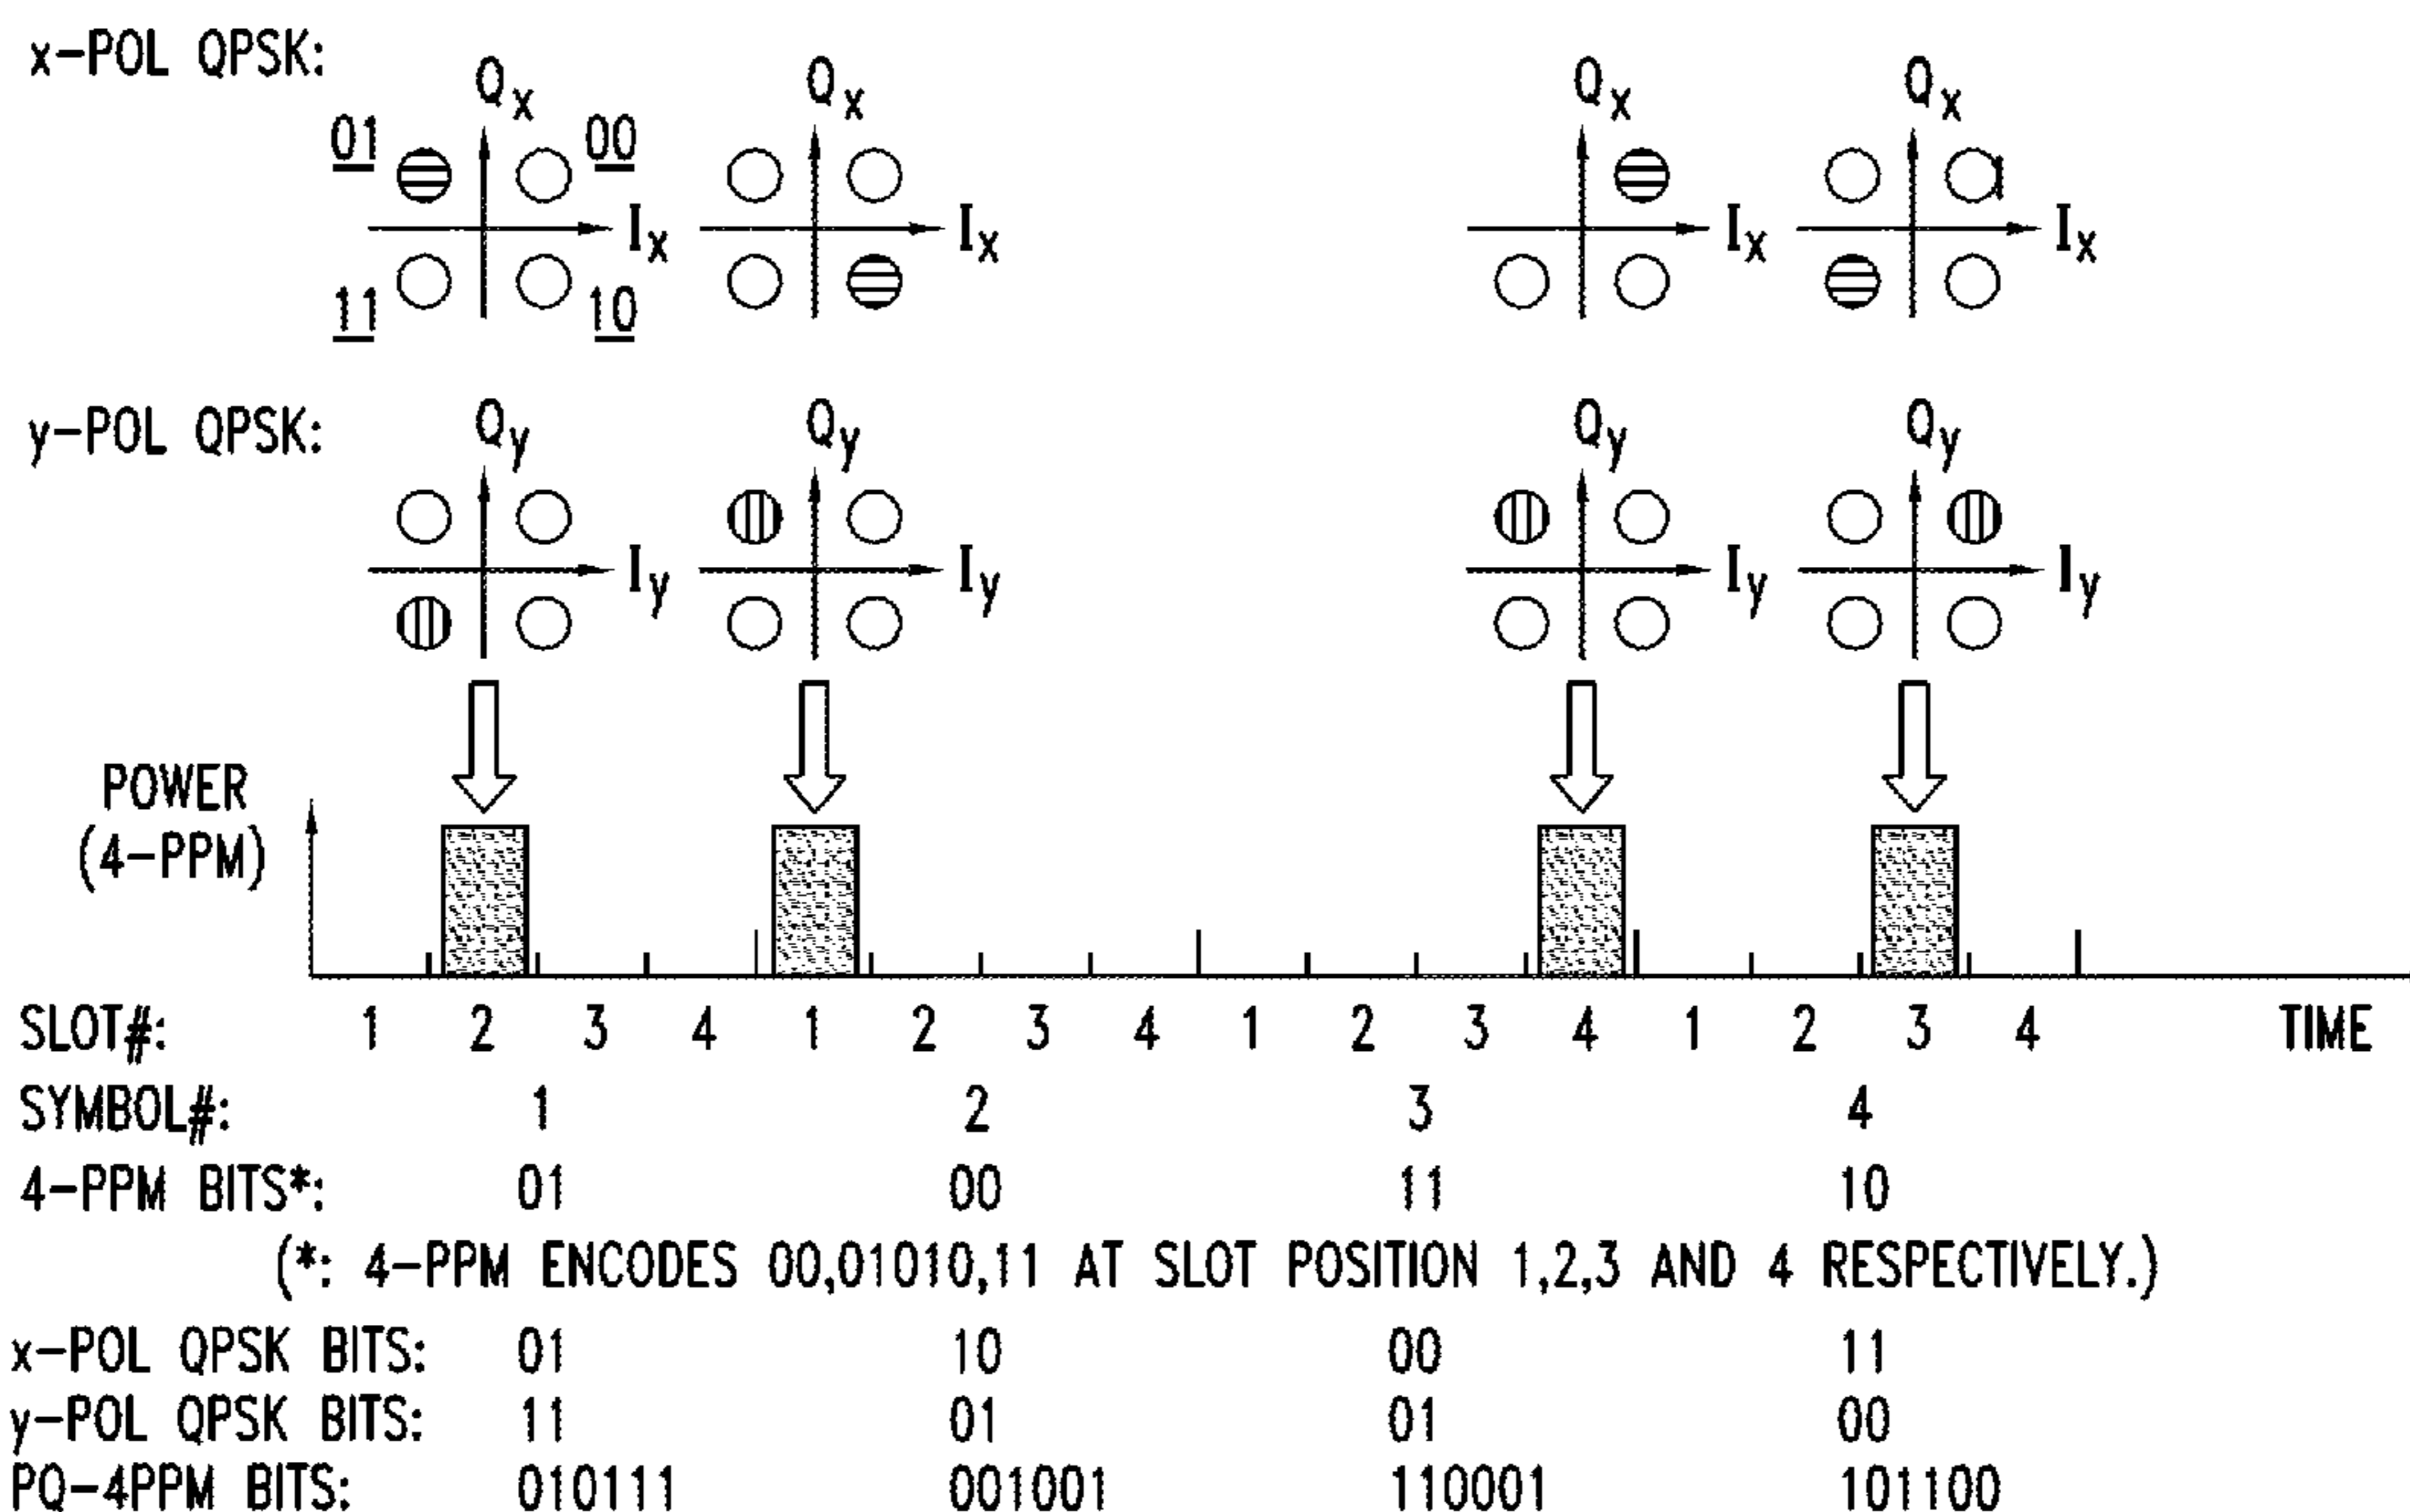 x-POL QPSK:
Qx Qx Qx Qx
01 00
Ix Ix Ix Ix
11 10
y-POL QPSK:
Qy Qy Qy Qy
Iy Iy Iy Iy
POWER
(4-PPM)
SLOT#: 1 2 3 4 1 2 3 4 1 2 3 4 1 2 3 4 TIME
SYMBOL#: 1 2 3 4
4-PPM BITS*: 01 00 11 10
(*: 4-PPM ENCODES 00,01010,11 AT SLOT POSITION 1,2,3 AND 4 RESPECTIVELY.)
x-POL QPSK BITS: 01 10 00 11
y-POL QPSK BITS: 11 01 01 00
PQ-4PPM BITS: 010111 001001 110001 101100